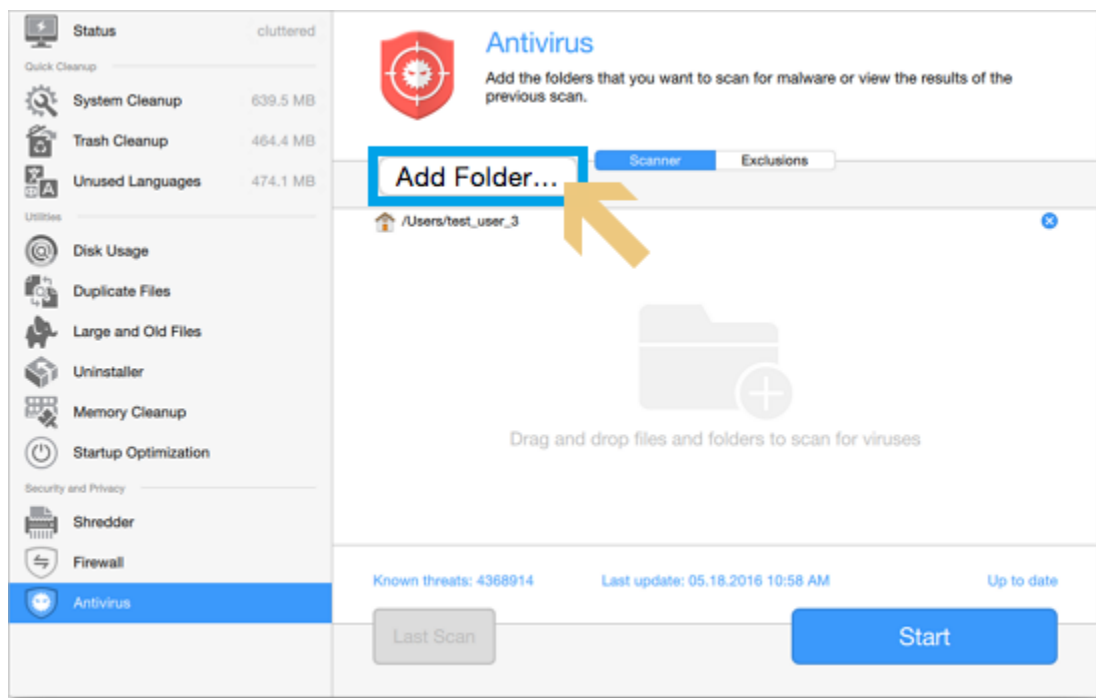 Status cluttered
Quick Cleanup
System Cleanup 639.5 MB
Trash Cleanup 464.4 MB
Unused Languages 474.1 MB
Utilities
Disk Usage
Duplicate Files
Large and Old Files
Uninstaller
Memory Cleanup
Startup Optimization
Security and Privacy
Shredder
Firewall
Antivirus
Antivirus
Add the folders that you want to scan for malware or view the results of the
previous scan.
Scanner Exclusions
Add Folder...
/Users/test_user_3
Drag and drop files and folders to scan for viruses
Known threats: 4368914 Last update: 05.18.2016 10:58 AM Up to date
Last Scan Start